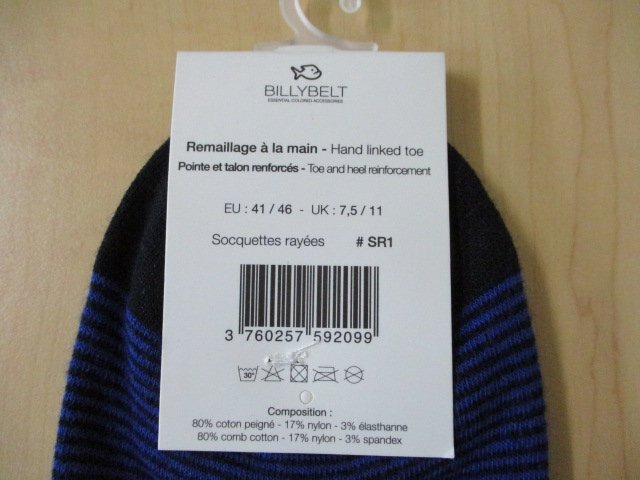 BILLYBELT
ESSENTIAL COLORED ACCESSORIES
Remaillage à la main - Hand linked toe
Pointe et talon renforcés - Toe and heel reinforcement
EU : 41 / 46 - UK : 7,5 / 11
Socquettes rayées # SR1
3 760257 592099
30°
Composition :
80% coton peigné - 17% nylon - 3% élasthanne
80% comb cotton - 17% nylon - 3% spandex